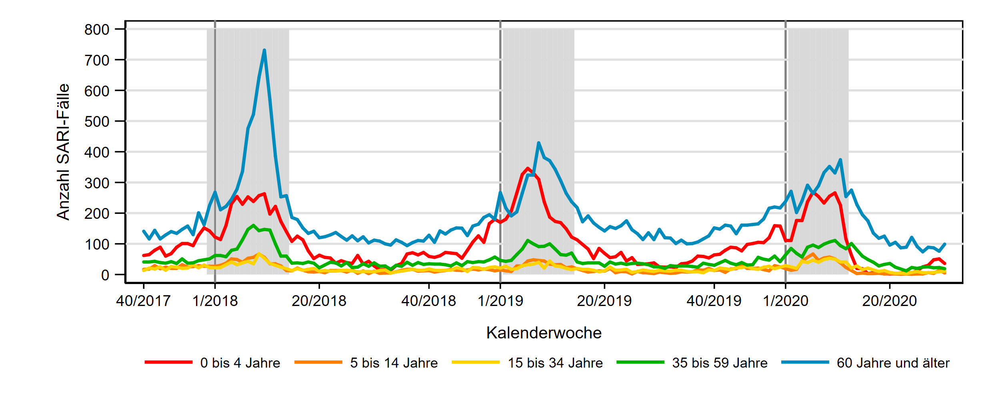 Anzahl SARI-Fälle
800
700
600
500
400
300
200
100
0
40/2017 1/2018 20/2018 40/2018 1/2019 20/2019 40/2019 1/2020 20/2020
Kalenderwoche
0 bis 4 Jahre 5 bis 14 Jahre 15 bis 34 Jahre 35 bis 59 Jahre 60 Jahre und älter